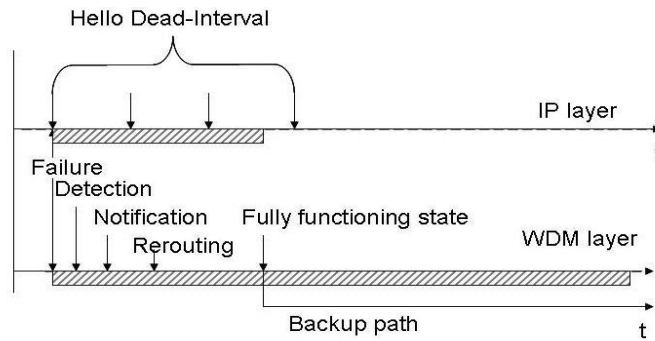 Hello Dead-Interval
IP layer
Failure
Detection
Notification
Fully functioning state
Rerouting
WDM layer
Backup path
t